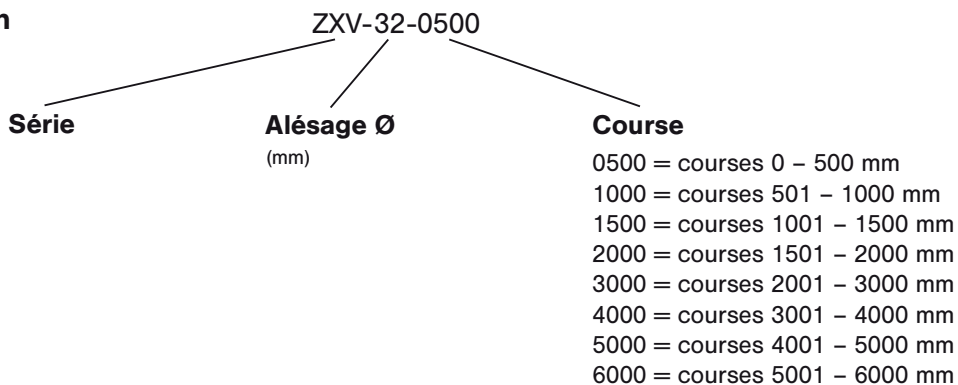 n
ZXV-32-0500
Série
Alésage Ø
(mm)
Course
0500 = courses 0 – 500 mm
1000 = courses 501 – 1000 mm
1500 = courses 1001 – 1500 mm
2000 = courses 1501 – 2000 mm
3000 = courses 2001 – 3000 mm
4000 = courses 3001 – 4000 mm
5000 = courses 4001 – 5000 mm
6000 = courses 5001 – 6000 mm